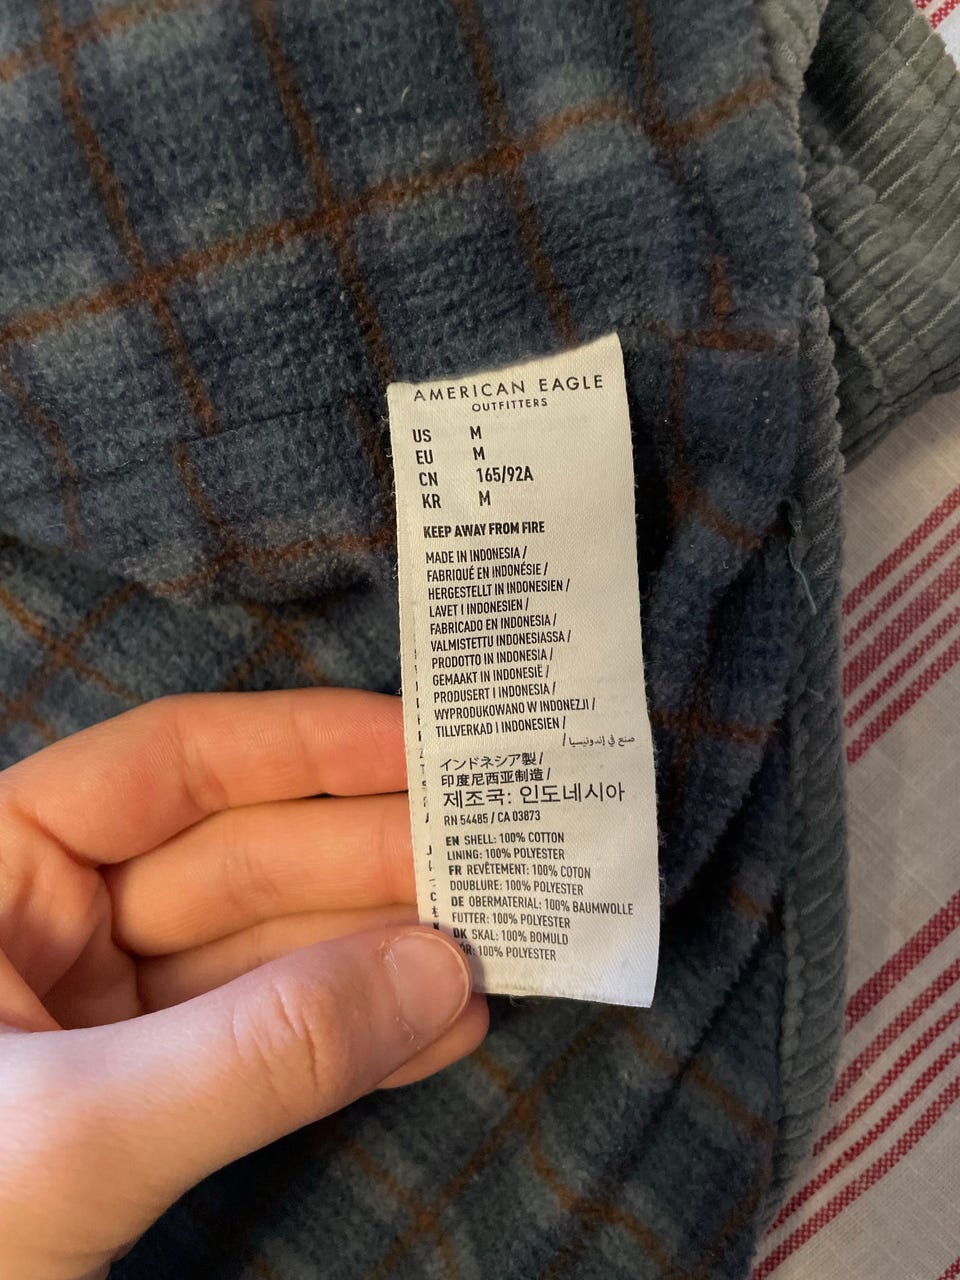 AMERICAN EAGLE
OUTFITTERS
US M
EU M
CN 165/92A
KR M
KEEP AWAY FROM FIRE
MADE IN INDONESIA /
FABRIQUÉ EN INDONÉSIE /
HERGESTELLT IN INDONESIEN /
LAVET I INDONESIEN /
FABRICADO EN INDONESIA /
VALMISTETTU INDONESIASSA /
PRODOTTO IN INDONESIA /
GEMAAKT IN INDONESIË /
PRODUSERT I INDONESIA /
WYPRODUKOWANO W INDONEZJI /
TILLVERKAD I INDONESIEN /
صنع في إندونيسيا /
インドネシア製 /
印度尼西亚制造 /
제조국: 인도네시아
RN 54485 / CA 03873
EN SHELL: 100% COTTON
LINING: 100% POLYESTER
FR REVÊTEMENT: 100% COTON
DOUBLURE: 100% POLYESTER
DE OBERMATERIAL: 100% BAUMWOLLE
FUTTER: 100% POLYESTER
DK SKAL: 100% BOMULD
100% POLYESTER